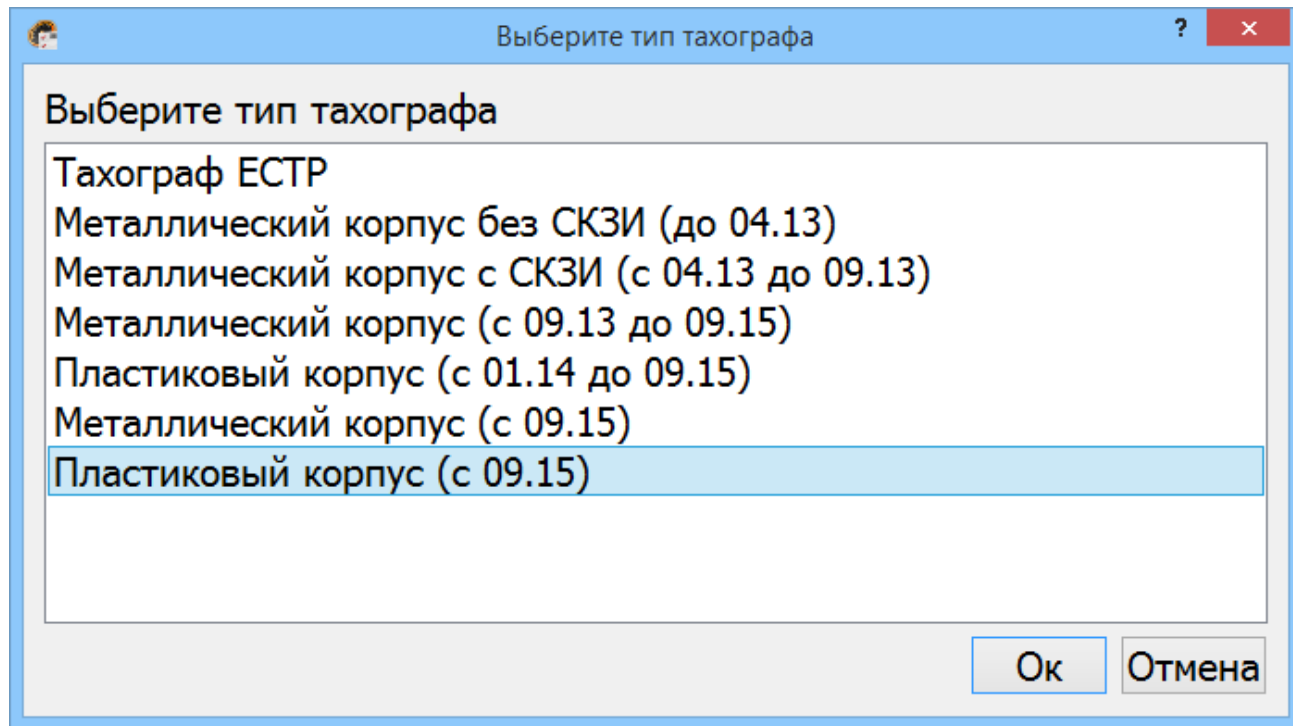 Выберите тип тахографа
?
Выберите тип тахографа
Тахограф ЕСТР
Металлический корпус без СКЗИ (до 04.13)
Металлический корпус с СКЗИ (с 04.13 до 09.13)
Металлический корпус (с 09.13 до 09.15)
Пластиковый корпус (с 01.14 до 09.15)
Металлический корпус (с 09.15)
Пластиковый корпус (с 09.15)
Ок Отмена